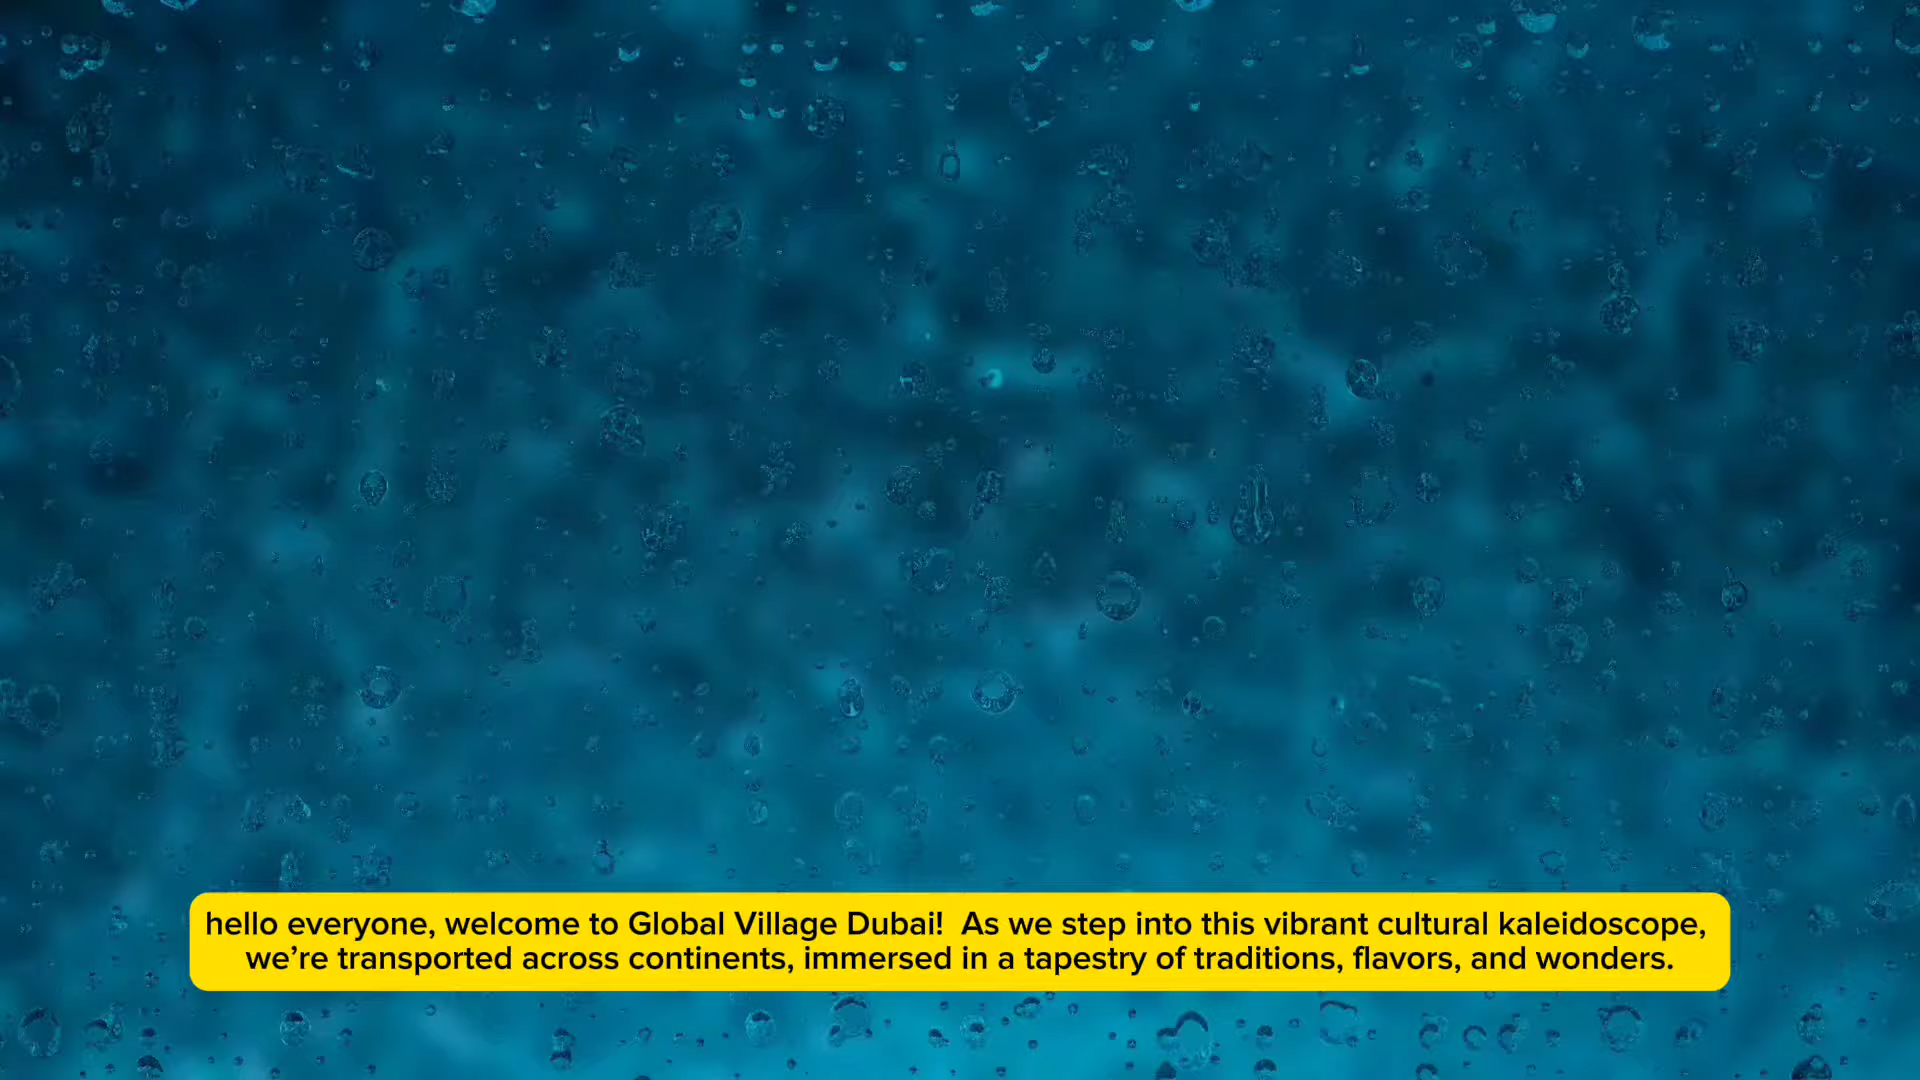 hello everyone, welcome to Global Village Dubai!  As we step into this vibrant cultural kaleidoscope,
we’re transported across continents, immersed in a tapestry of traditions, flavors, and wonders.